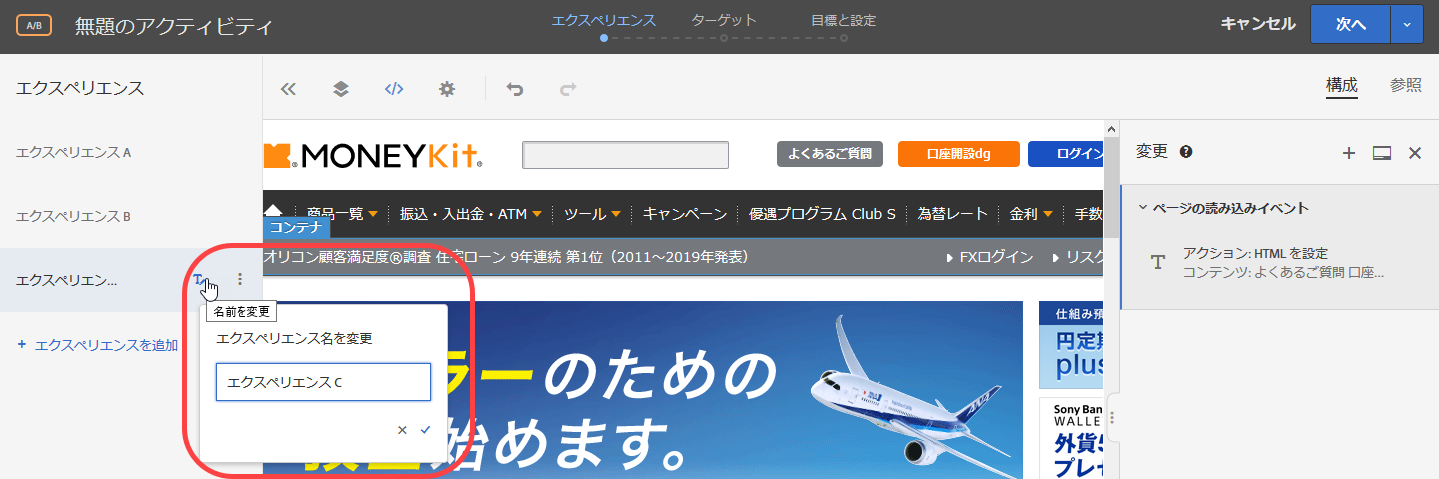 A/B 無題のアクティビティ
エクスペリエンス ターゲット 目標と設定
キャンセル 次へ
エクスペリエンス
構成 参照
エクスペリエンス A
エクスペリエンス B
エクスペリエン...
名前を変更
エクスペリエンス名を変更
エクスペリエンス C
+ エクスペリエンスを追加
MONEYKit.
よくあるご質問 口座開設dg ログイン
商品一覧 振込・入出金・ATM ツール キャンペーン 優遇プログラム Club S 為替レート 金利 手数
コンテナ
オリコン顧客満足度®調査 住宅ローン 9年連続 第1位（2011～2019年発表） FXログイン リスク
ラーのための
始めます。
ANA
仕組み預
円定期
plus
Sony Ban
WALLE
外貨5
プレゼ
変更
ページの読み込みイベント
T アクション: HTML を設定
コンテンツ: よくあるご質問 口座...